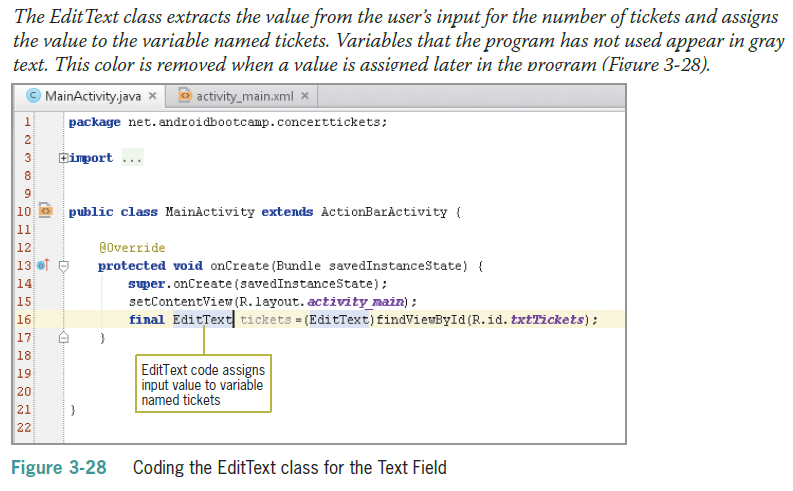 The EditText class extracts the value from the user's input for the number of tickets and assigns
the value to the variable named tickets. Variables that the program has not used appear in gray
text. This color is removed when a value is assigned later in the program (Figure 3-28).
MainActivity.java × activity_main.xml ×
1 package net.androidbootcamp.concerttickets;
2
3 import ...
8
9
10 public class MainActivity extends ActionBarActivity {
11
12 @Override
13 protected void onCreate(Bundle savedInstanceState) {
14 super.onCreate(savedInstanceState);
15 setContentView(R.layout.activity_main);
16 final EditText tickets =(EditText)findViewById(R.id.txtTickets);
17 }
18
19
20
21 }
22
EditText code assigns
input value to variable
named tickets
Figure 3-28 Coding the EditText class for the Text Field